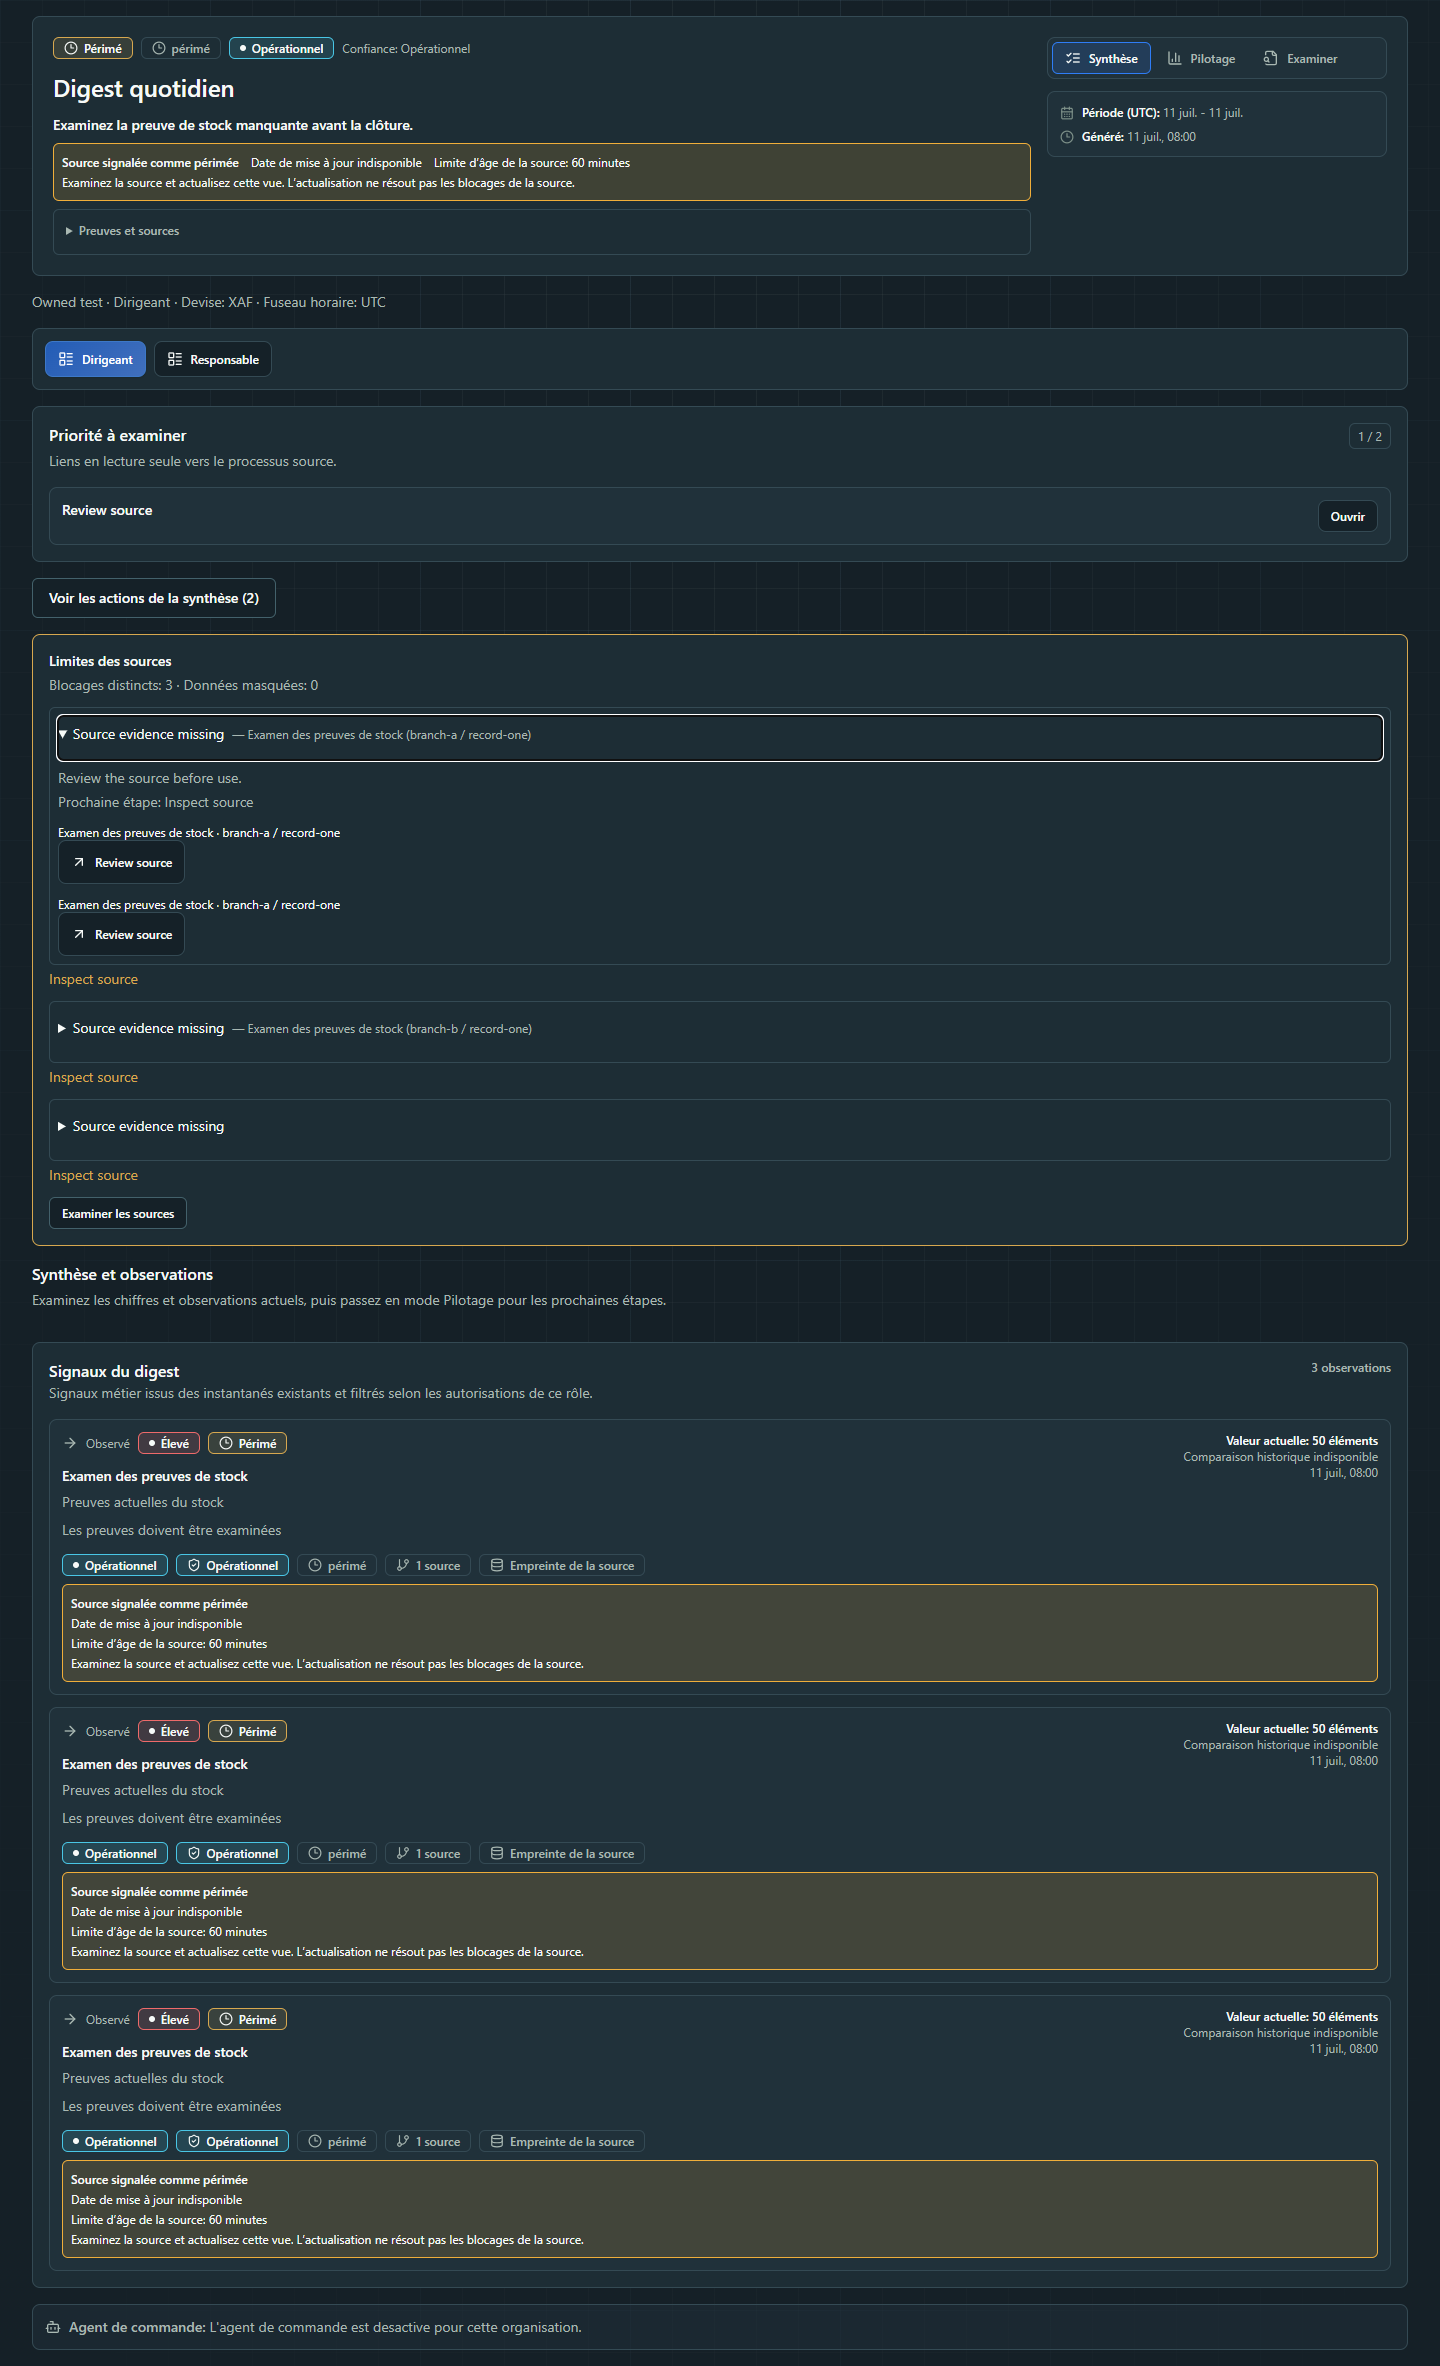 Périmé périmé Opérationnel Confiance: Opérationnel
Synthèse Pilotage Examiner
Digest quotidien
Examinez la preuve de stock manquante avant la clôture.
Période (UTC): 11 juil. - 11 juil.
Généré: 11 juil., 08:00
Source signalée comme périmée Date de mise à jour indisponible Limite d’âge de la source: 60 minutes
Examinez la source et actualisez cette vue. L’actualisation ne résout pas les blocages de la source.
Preuves et sources
Owned test · Dirigeant · Devise: XAF · Fuseau horaire: UTC
Dirigeant Responsable
Priorité à examiner
1 / 2
Liens en lecture seule vers le processus source.
Review source
Ouvrir
Voir les actions de la synthèse (2)
Limites des sources
Blocages distincts: 3 · Données masquées: 0
Source evidence missing — Examen des preuves de stock (branch-a / record-one)
Review the source before use.
Prochaine étape: Inspect source
Examen des preuves de stock · branch-a / record-one
Review source
Examen des preuves de stock · branch-a / record-one
Review source
Inspect source
Source evidence missing — Examen des preuves de stock (branch-b / record-one)
Inspect source
Source evidence missing
Inspect source
Examiner les sources
Synthèse et observations
Examinez les chiffres et observations actuels, puis passez en mode Pilotage pour les prochaines étapes.
Signaux du digest
3 observations
Signaux métier issus des instantanés existants et filtrés selon les autorisations de ce rôle.
Observé Élevé Périmé
Valeur actuelle: 50 éléments
Comparaison historique indisponible
11 juil., 08:00
Examen des preuves de stock
Preuves actuelles du stock
Les preuves doivent être examinées
Opérationnel Opérationnel périmé 1 source Empreinte de la source
Source signalée comme périmée
Date de mise à jour indisponible
Limite d’âge de la source: 60 minutes
Examinez la source et actualisez cette vue. L’actualisation ne résout pas les blocages de la source.
Observé Élevé Périmé
Valeur actuelle: 50 éléments
Comparaison historique indisponible
11 juil., 08:00
Examen des preuves de stock
Preuves actuelles du stock
Les preuves doivent être examinées
Opérationnel Opérationnel périmé 1 source Empreinte de la source
Source signalée comme périmée
Date de mise à jour indisponible
Limite d’âge de la source: 60 minutes
Examinez la source et actualisez cette vue. L’actualisation ne résout pas les blocages de la source.
Observé Élevé Périmé
Valeur actuelle: 50 éléments
Comparaison historique indisponible
11 juil., 08:00
Examen des preuves de stock
Preuves actuelles du stock
Les preuves doivent être examinées
Opérationnel Opérationnel périmé 1 source Empreinte de la source
Source signalée comme périmée
Date de mise à jour indisponible
Limite d’âge de la source: 60 minutes
Examinez la source et actualisez cette vue. L’actualisation ne résout pas les blocages de la source.
Agent de commande: L'agent de commande est desactive pour cette organisation.